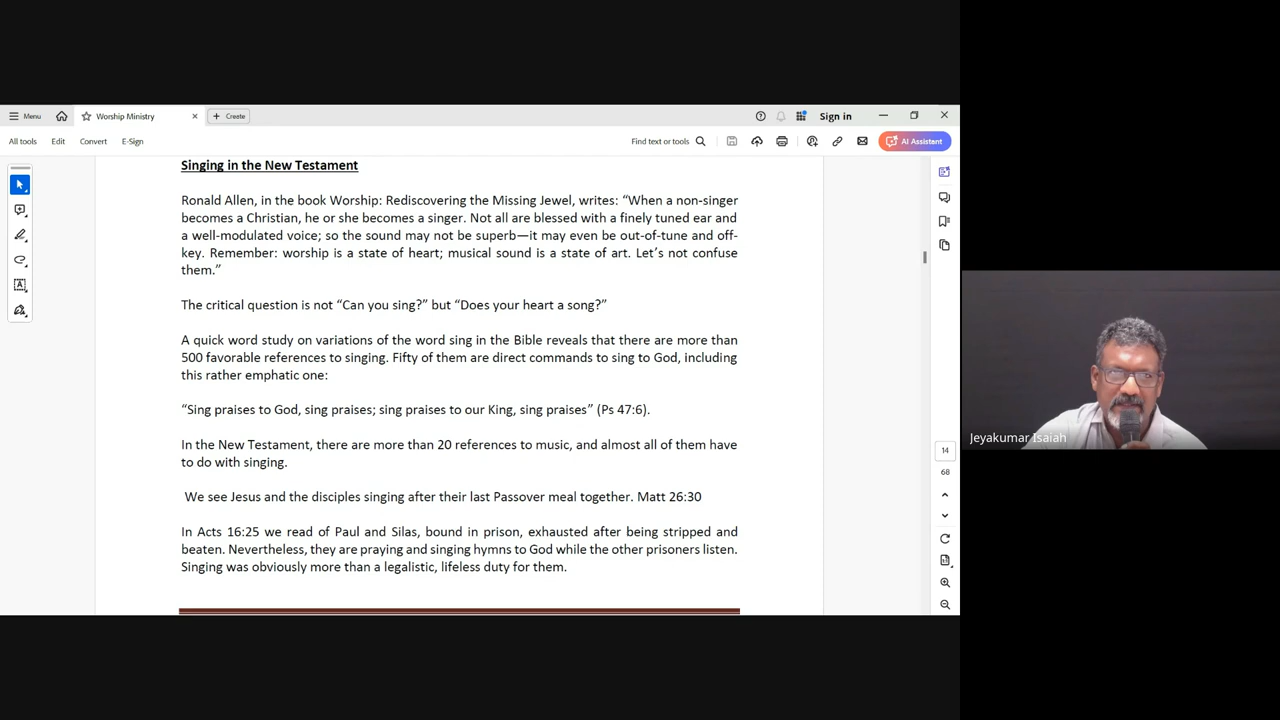 Menu
Worship Ministry
Create
Sign in
All tools
Edit
Convert
E-Sign
Find text or tools
AI Assistant
Singing in the New Testament
Ronald Allen, in the book Worship: Rediscovering the Missing Jewel, writes: “When a non-singer
becomes a Christian, he or she becomes a singer. Not all are blessed with a finely tuned ear and
a well-modulated voice; so the sound may not be superb—it may even be out-of-tune and off-
key. Remember: worship is a state of heart; musical sound is a state of art. Let’s not confuse
them.”
The critical question is not “Can you sing?” but “Does your heart a song?”
A quick word study on variations of the word sing in the Bible reveals that there are more than
500 favorable references to singing. Fifty of them are direct commands to sing to God, including
this rather emphatic one:
“Sing praises to God, sing praises; sing praises to our King, sing praises” (Ps 47:6).
In the New Testament, there are more than 20 references to music, and almost all of them have
to do with singing.
We see Jesus and the disciples singing after their last Passover meal together. Matt 26:30
In Acts 16:25 we read of Paul and Silas, bound in prison, exhausted after being stripped and
beaten. Nevertheless, they are praying and singing hymns to God while the other prisoners listen.
Singing was obviously more than a legalistic, lifeless duty for them.
14
68
Jeyakumar Isaiah